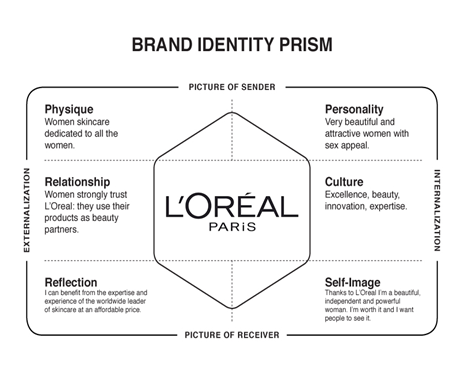 BRAND IDENTITY PRISM
PICTURE OF SENDER
Physique
Women skincare
dedicated to all the
women.
Personality
Very beautiful and
attractive women with
sex appeal.
EXTERNALIZATION
Relationship
Women strongly trust
L'Oreal: they use their
products as beauty
partners.
L'ORÉAL
PARiS
Culture
Excellence, beauty,
innovation, expertise.
INTERNALIZATION
Reflection
I can benefit from the expertise and
experience of the worldwide leader
of skincare at an affordable price.
Self-Image
Thanks to L'Oreal I'm a beautiful,
independent and powerful
woman. I'm worth it and I want
people to see it.
PICTURE OF RECEIVER